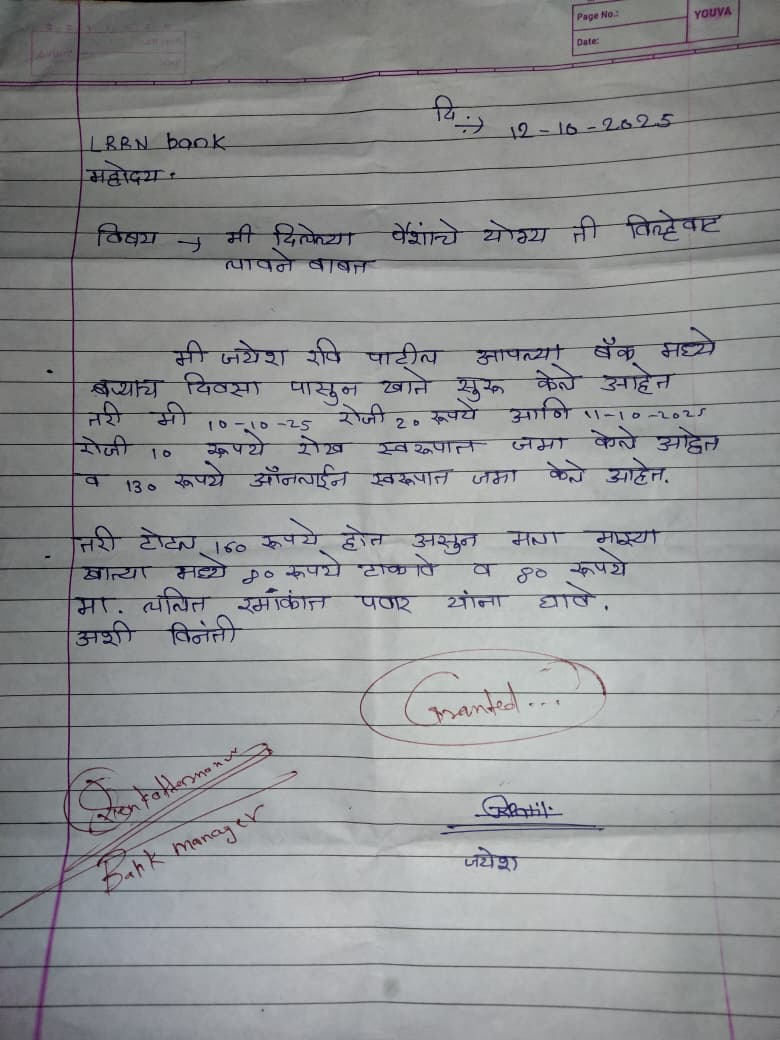 Page No.:
YOUVA
Date:
दि :→ 12-10-2025
LRRN bank
महोदय.
विषय → मी दिलेल्या पैशांचे योग्य ती विल्हेवाट
लावने बाबत
मी जयेश रवि पाटील आपल्या बॅंक मध्ये
बऱ्याच दिवसा पासुन खाते सुरू केले आहेत
तरी मी 10-10-25 रोजी 20 रूपये आणि 11-10-2025
रोजी 10 रूपये रोख स्वरूपात जमा केले आहेत
व 130 रूपये ऑनलाईन स्वरूपात जमा केले आहेत.
तरी टोटल 160 रूपये होत असुन मला माझ्या
खात्या मध्ये 80 रूपये टाकावे व 80 रूपये
मा. ललित रमांकांत पवार यांना द्यावे.
अशी विनंती
Granted...
Bank manager
जयेश